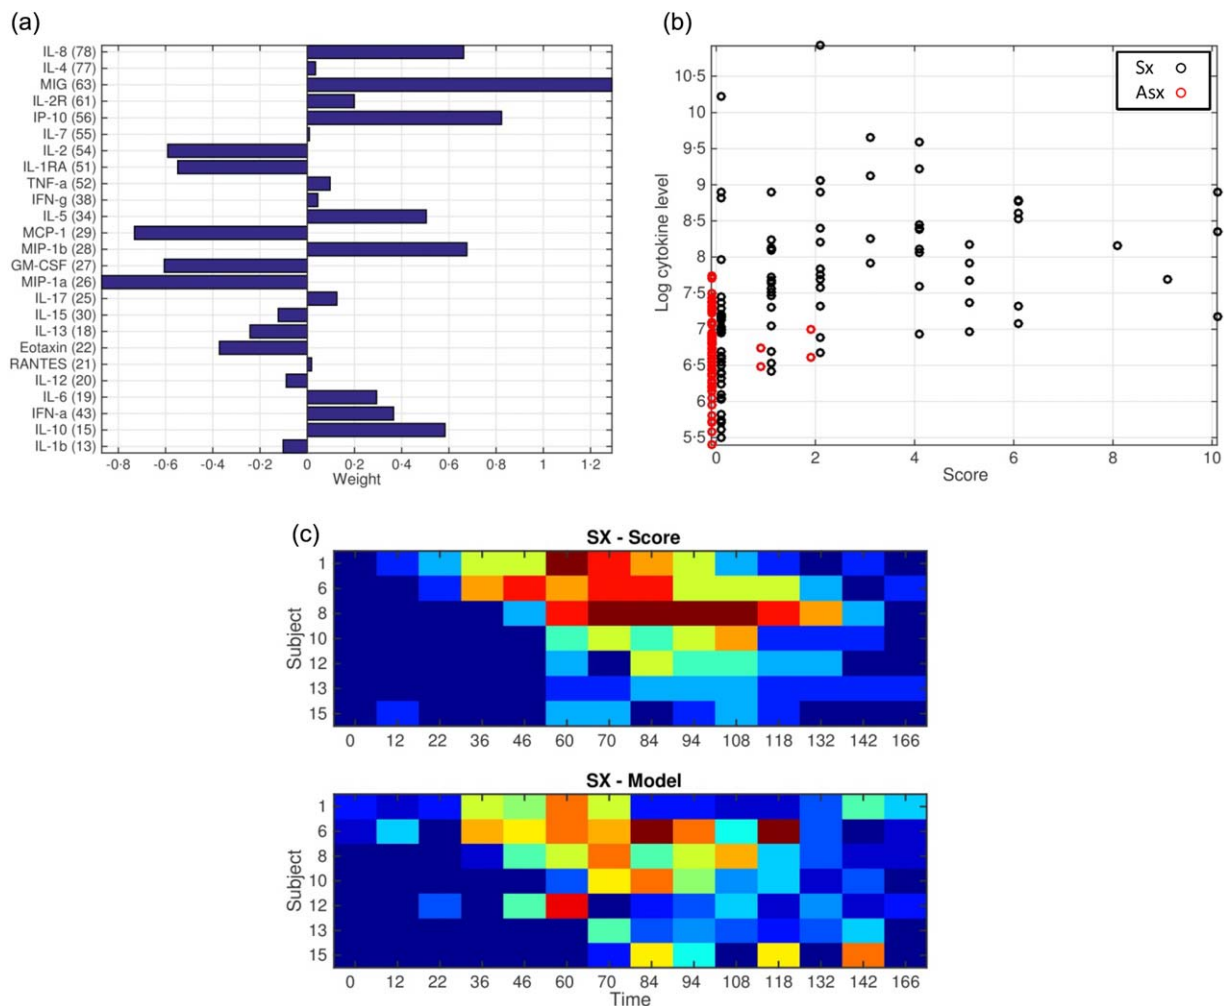 (a)
IL-8 (78)
IL-4 (77)
MIG (63)
IL-2R (61)
IP-10 (56)
IL-7 (55)
IL-2 (54)
IL-1RA (51)
TNF-a (52)
IFN-g (38)
IL-5 (34)
MCP-1 (29)
MIP-1b (28)
GM-CSF (27)
MIP-1a (26)
IL-17 (25)
IL-15 (30)
IL-13 (18)
Eotaxin (22)
RANTES (21)
IL-12 (20)
IL-6 (19)
IFN-a (43)
IL-10 (15)
IL-1b (13)
-0·8 -0·6 -0·4 -0·2 0 0·2 0·4 0·6 0·8 1 1·2
Weight
(b)
Log cytokine level
10·5
10
9·5
9
8·5
8
7·5
7
6·5
6
5·5
0 2 4 6 8 10
Score
Sx
Asx
(c)
SX - Score
Subject
1
6
8
10
12
13
15
0 12 22 36 46 60 70 84 94 108 118 132 142 166
SX - Model
Subject
1
6
8
10
12
13
15
0 12 22 36 46 60 70 84 94 108 118 132 142 166
Time